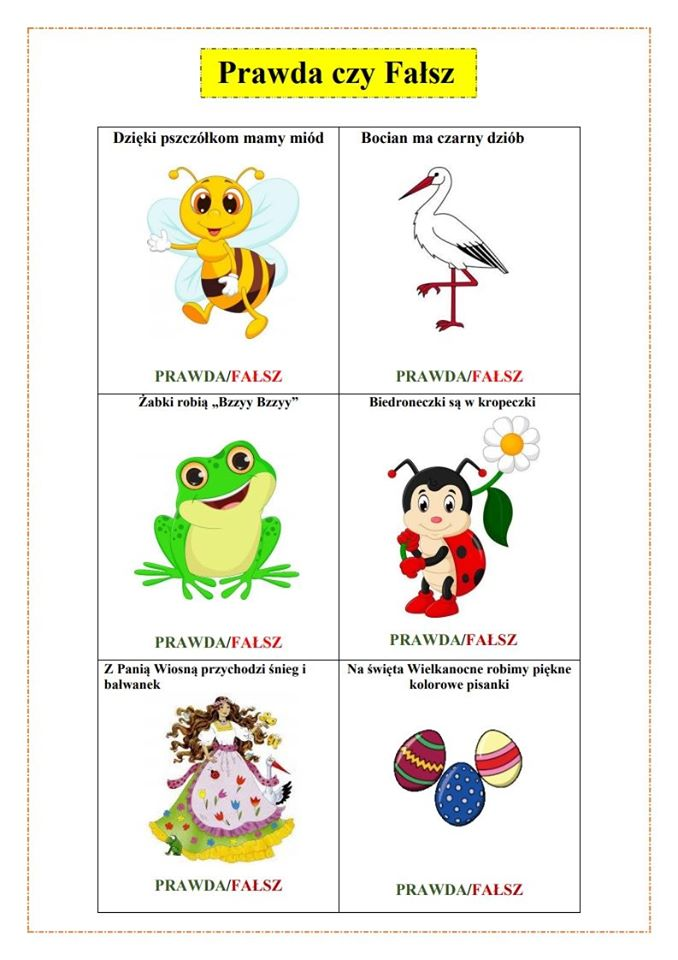 Prawda czy Fałsz
Dzięki pszczółkom mamy miód
PRAWDA/FAŁSZ
Bocian ma czarny dziób
PRAWDA/FAŁSZ
Żabki robią „Bzzyy Bzzyy”
PRAWDA/FAŁSZ
Biedroneczki są w kropeczki
PRAWDA/FAŁSZ
Z Panią Wiosną przychodzi śnieg i
bałwanek
PRAWDA/FAŁSZ
Na święta Wielkanocne robimy piękne
kolorowe pisanki
PRAWDA/FAŁSZ